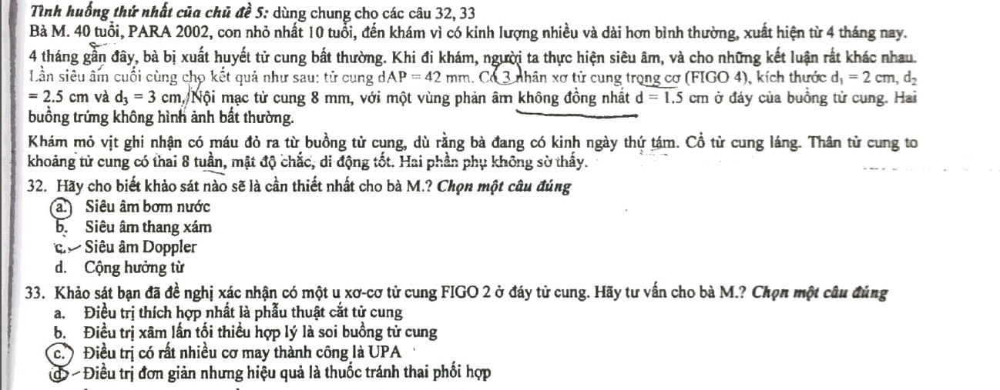 Tình huống thứ nhất của chủ đề 5: dùng chung cho các câu 32, 33
Bà M. 40 tuổi, PARA 2002, con nhỏ nhất 10 tuổi, đến khám vì có kinh lượng nhiều và dài hơn bình thường, xuất hiện từ 4 tháng nay.
4 tháng gần đây, bà bị xuất huyết tử cung bất thường. Khi đi khám, người ta thực hiện siêu âm, và cho những kết luận rất khác nhau.
Lần siêu âm cuối cùng cho kết quả như sau: tử cung dAP = 42 mm. Có 3 nhân xơ tử cung trong cơ (FIGO 4), kích thước d₁ = 2 cm, d₂
= 2.5 cm và d₃ = 3 cm, Nội mạc tử cung 8 mm, với một vùng phản âm không đồng nhất d = 1.5 cm ở đáy của buồng tử cung. Hai
buồng trứng không hình ảnh bất thường.
Khám mỏ vịt ghi nhận có máu đỏ ra từ buồng tử cung, dù rằng bà đang có kinh ngày thứ tám. Cổ tử cung láng. Thân tử cung to
khoảng tử cung có thai 8 tuần, mật độ chắc, di động tốt. Hai phần phụ không sờ thấy.
32. Hãy cho biết khảo sát nào sẽ là cần thiết nhất cho bà M.? Chọn một câu đúng
a. Siêu âm bơm nước
b. Siêu âm thang xám
c. Siêu âm Doppler
d. Cộng hưởng từ
33. Khảo sát bạn đã đề nghị xác nhận có một u xơ-cơ tử cung FIGO 2 ở đáy tử cung. Hãy tư vấn cho bà M.? Chọn một câu đúng
a. Điều trị thích hợp nhất là phẫu thuật cắt tử cung
b. Điều trị xâm lấn tối thiểu hợp lý là soi buồng tử cung
c. Điều trị có rất nhiều cơ may thành công là UPA
d. Điều trị đơn giản nhưng hiệu quả là thuốc tránh thai phối hợp